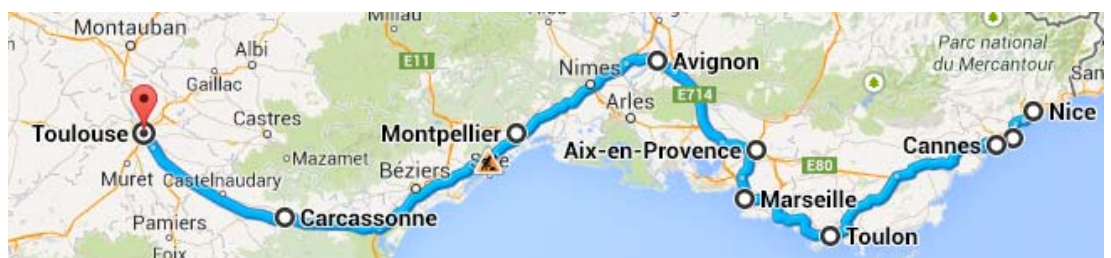 Millau
Montauban
Albi
E11
Gaillac
Parc national
du Mercantour
Nimes
Avignon
San
E714
Arles
Nice
Castres
Toulouse
Montpellier
Cannes
Aix-en-Provence
Mazamet
E80
Muret
Béziers
Castelnaudary
Marseille
Carcassonne
Pamiers
Toulon
Foix